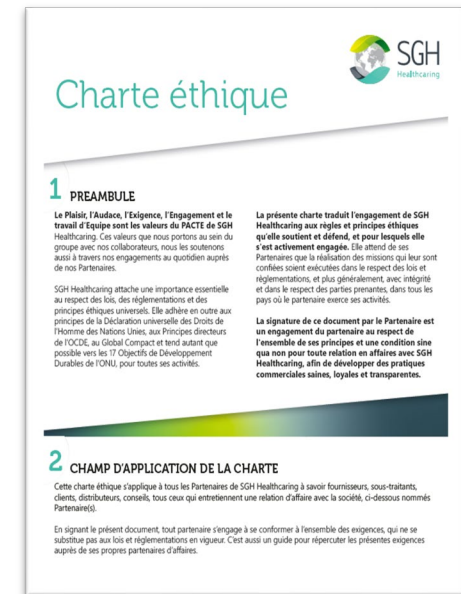 SGH
Healthcaring
Charte éthique
1 PREAMBULE
Le Plaisir, l'Audace, l'Exigence, l'Engagement et le
travail d'Equipe sont les valeurs du PACTE de SGH
Healthcaring. Ces valeurs que nous portons au sein du
groupe avec nos collaborateurs, nous les soutenons
aussi à travers nos engagements au quotidien auprès
de nos Partenaires.
SGH Healthcaring attache une importance essentielle
au respect des lois, des réglementations et des
principes éthiques universels. Elle adhère en outre aux
principes de la Déclaration universelle des Droits de
l'Homme des Nations Unies, aux Principes directeurs
de l'OCDE, au Global Compact et tend autant que
possible vers les 17 Objectifs de Développement
Durables de l'ONU, pour toutes ses activités.
La présente charte traduit l'engagement de SGH
Healthcaring aux règles et principes éthiques
qu'elle soutient et défend, et pour lesquels elle
s'est activement engagée. Elle attend de ses
Partenaires que la réalisation des missions qui leur sont
confiées soient exécutées dans le respect des lois et
réglementations, et plus généralement, avec intégrité
et dans le respect des parties prenantes, dans tous les
pays où le partenaire exerce ses activités.
La signature de ce document par le Partenaire est
un engagement du partenaire au respect de
l'ensemble de ses principes et une condition sine
qua non pour toute relation en affaires avec SGH
Healthcaring, afin de développer des pratiques
commerciales saines, loyales et transparentes.
2 CHAMP D'APPLICATION DE LA CHARTE
Cette charte éthique s'applique à tous les Partenaires de SGH Healthcaring à savoir fournisseurs, sous-traitants,
clients, distributeurs, conseils, tous ceux qui entretiennent une relation d'affaire avec la société, ci-dessous nommés
Partenaire(s).
En signant le présent document, tout partenaire s'engage à se conformer à l'ensemble des exigences, qui ne se
substitue pas aux lois et réglementations en vigueur. C'est aussi un guide pour répercuter les présentes exigences
auprès de ses propres partenaires d'affaires.